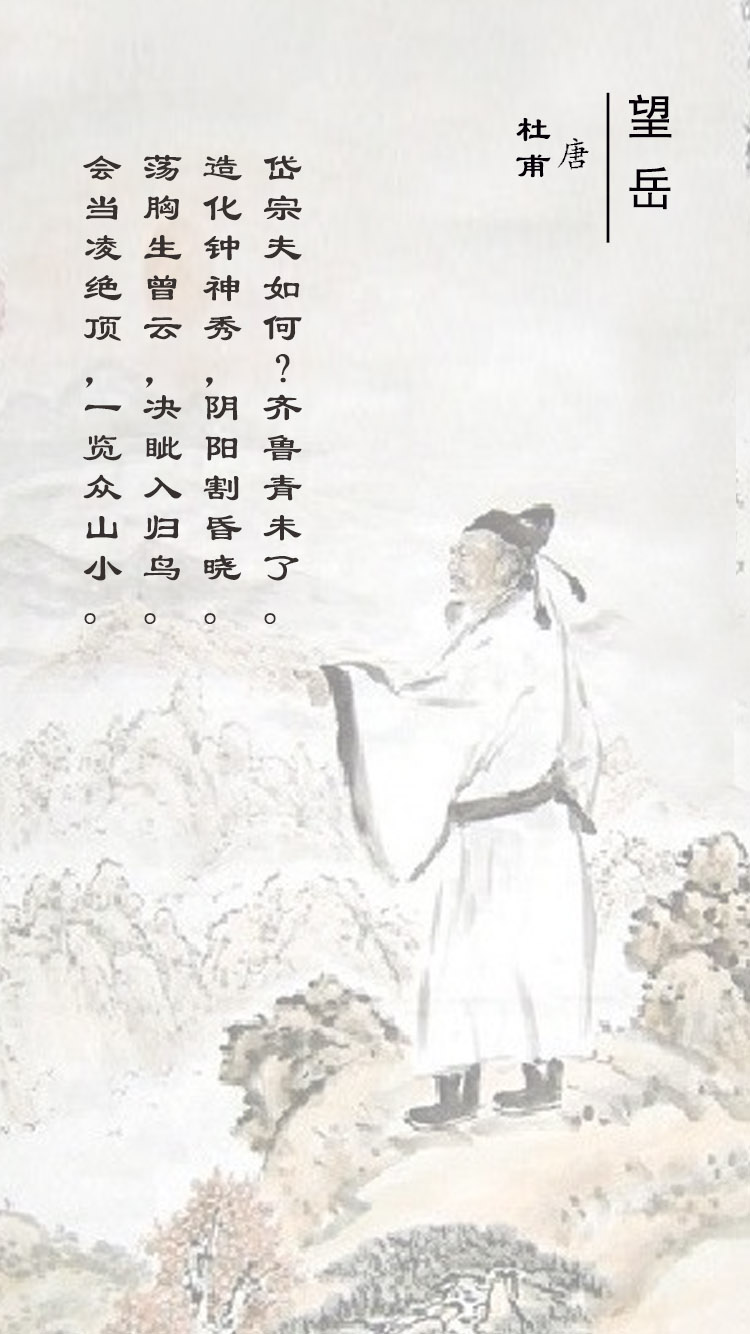 望岳
唐
杜甫
岱宗夫如何？齐鲁青未了。
造化钟神秀，阴阳割昏晓。
荡胸生曾云，决眦入归鸟。
会当凌绝顶，一览众山小。